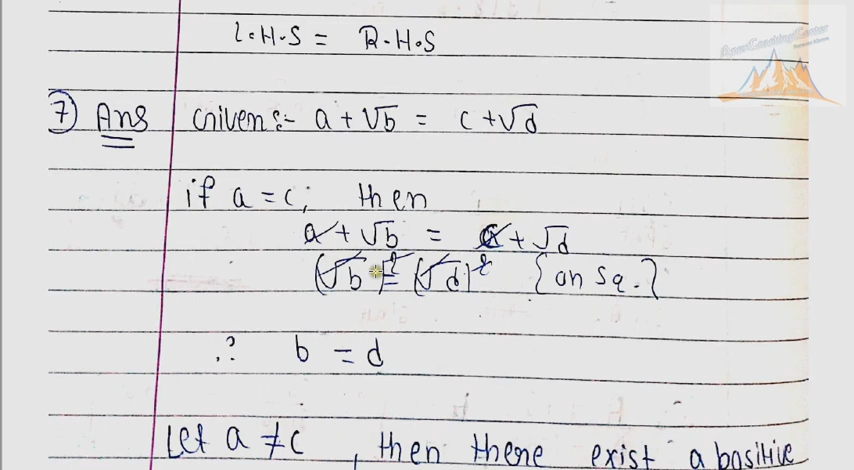 L.H.S = R.H.S
7 Ans Given:- a + √b = c + √d
if a = c; then
a + √b = a + √d
(√b)² = (√d)² {on sq.}
∴ b = d
Let a ≠ c, then there exist a positive